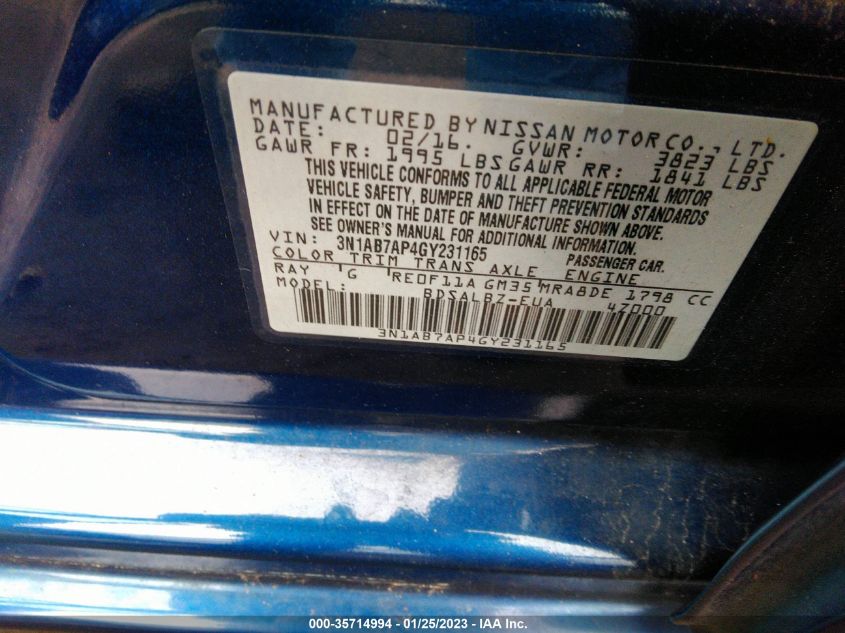 MANUFACTURED BY NISSAN MOTOR CO., LTD.
DATE: 02/16. GVWR: 3823 LBS
GAWR FR: 1995 LBS GAWR RR: 1841 LBS
THIS VEHICLE CONFORMS TO ALL APPLICABLE FEDERAL MOTOR
VEHICLE SAFETY, BUMPER AND THEFT PREVENTION STANDARDS
IN EFFECT ON THE DATE OF MANUFACTURE SHOWN ABOVE.
SEE OWNER'S MANUAL FOR ADDITIONAL INFORMATION.
VIN: 3N1AB7AP4GY231165 PASSENGER CAR.
COLOR TRIM TRANS AXLE ENGINE
RAY G RE0F11A GM35 MRA8DE 1798 CC
MODEL: BDSALBZ-EUA 4Z000
3N1AB7AP4GY231165
000-35714994 - 01/25/2023 - © IAA Inc.